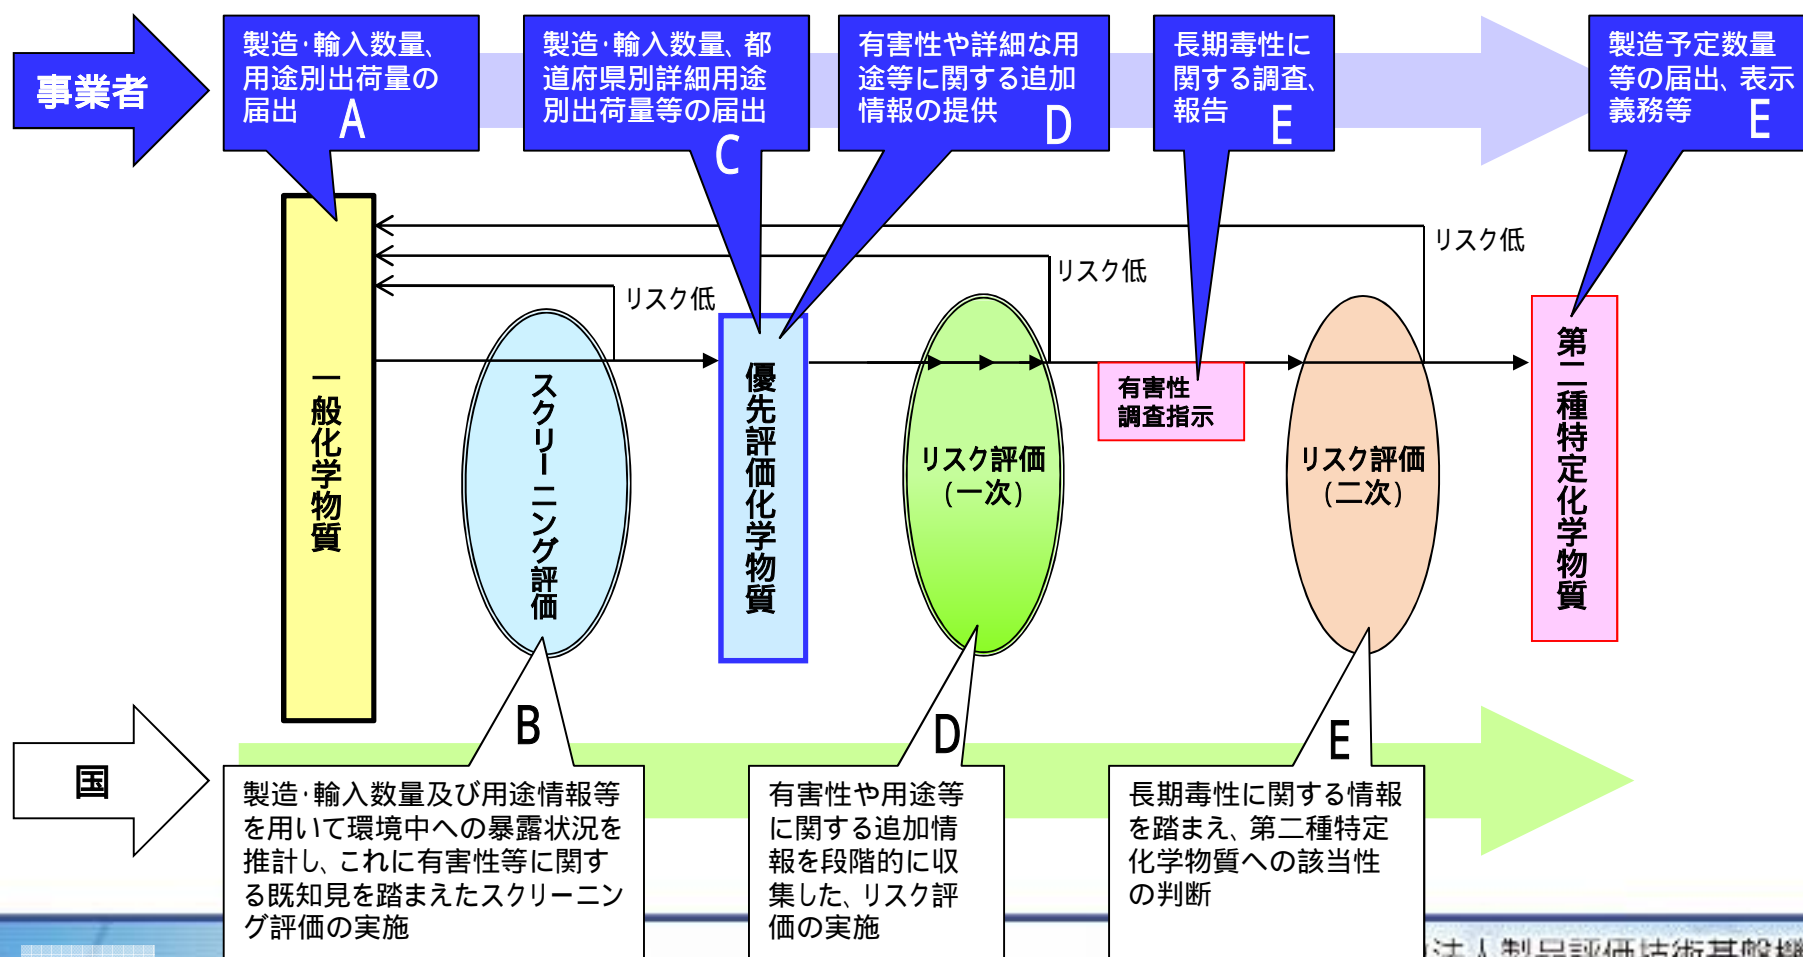 事業者
製造・輸入数量、
用途別出荷量の
届出
A
製造・輸入数量、都
道府県別詳細用途
別出荷量等の届出
C
有害性や詳細な用
途等に関する追加
情報の提供
D
長期毒性に
関する調査、
報告
E
製造予定数量
等の届出、表示
義務等
E
リスク低
リスク低
リスク低
一般化学物質
スクリーニング評価
優先評価化学物質
リスク評価
(一次)
有害性
調査指示
リスク評価
(二次)
第二種特定化学物質
国
B
製造・輸入数量及び用途情報等
を用いて環境中への暴露状況を
推計し、これに有害性等に関す
る既知見を踏まえたスクリーニン
グ評価の実施
D
有害性や用途等
に関する追加情
報を段階的に収
集した、リスク評
価の実施
E
長期毒性に関する情報
を踏まえ、第二種特定
化学物質への該当性
の判断
法人製品評価技術基盤機